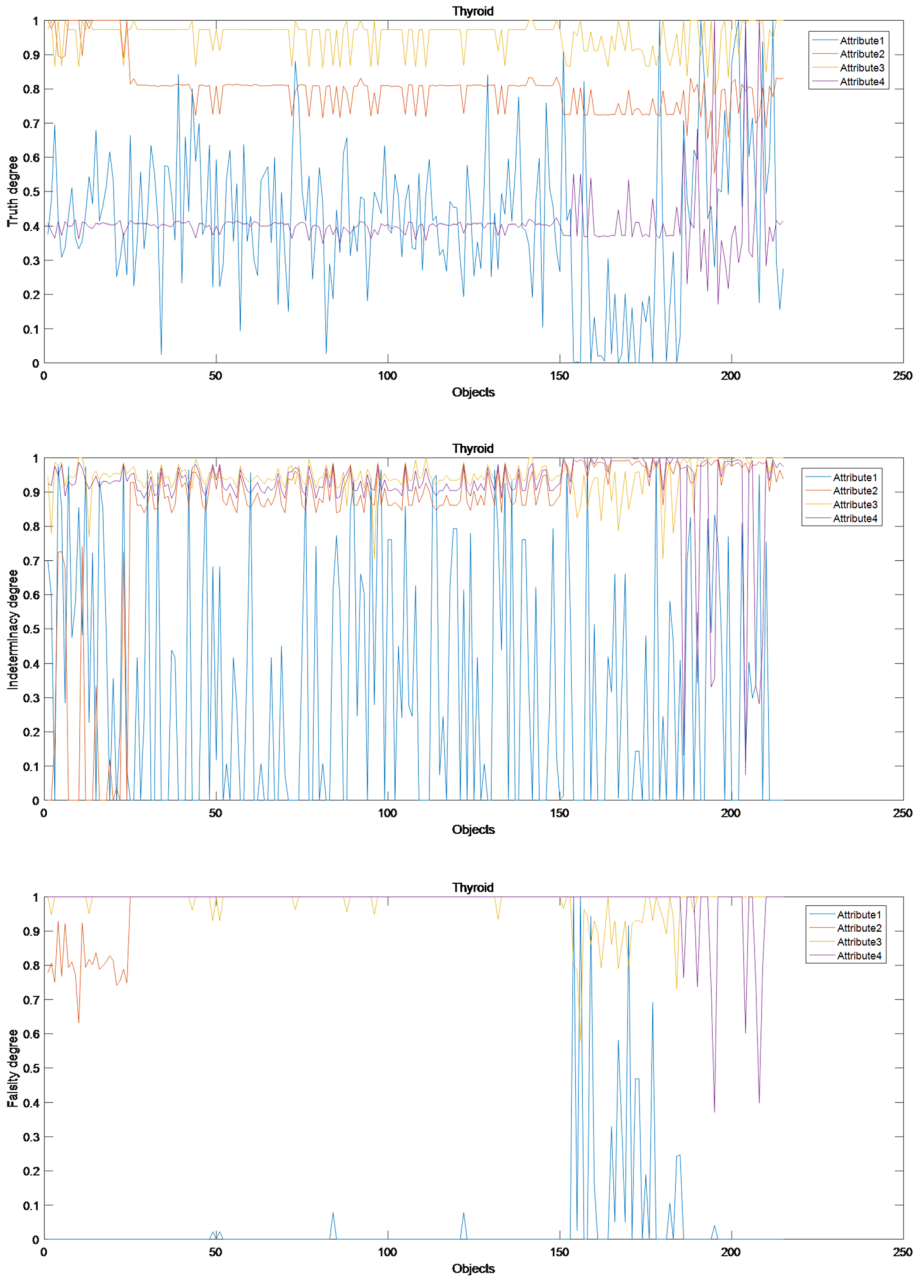 Thyroid
1
0.9
0.8
0.7
0.6
0.5
0.4
0.3
0.2
0.1
0
Truth degree
Attribute1
Attribute2
Attribute3
Attribute4
0 50 100 150 200 250
Objects
Thyroid
1
0.9
0.8
0.7
0.6
0.5
0.4
0.3
0.2
0.1
0
Indeterminacy degree
Attribute1
Attribute2
Attribute3
Attribute4
0 50 100 150 200 250
Objects
Thyroid
1
0.9
0.8
0.7
0.6
0.5
0.4
0.3
0.2
0.1
0
Falsity degree
Attribute1
Attribute2
Attribute3
Attribute4
0 50 100 150 200 250
Objects